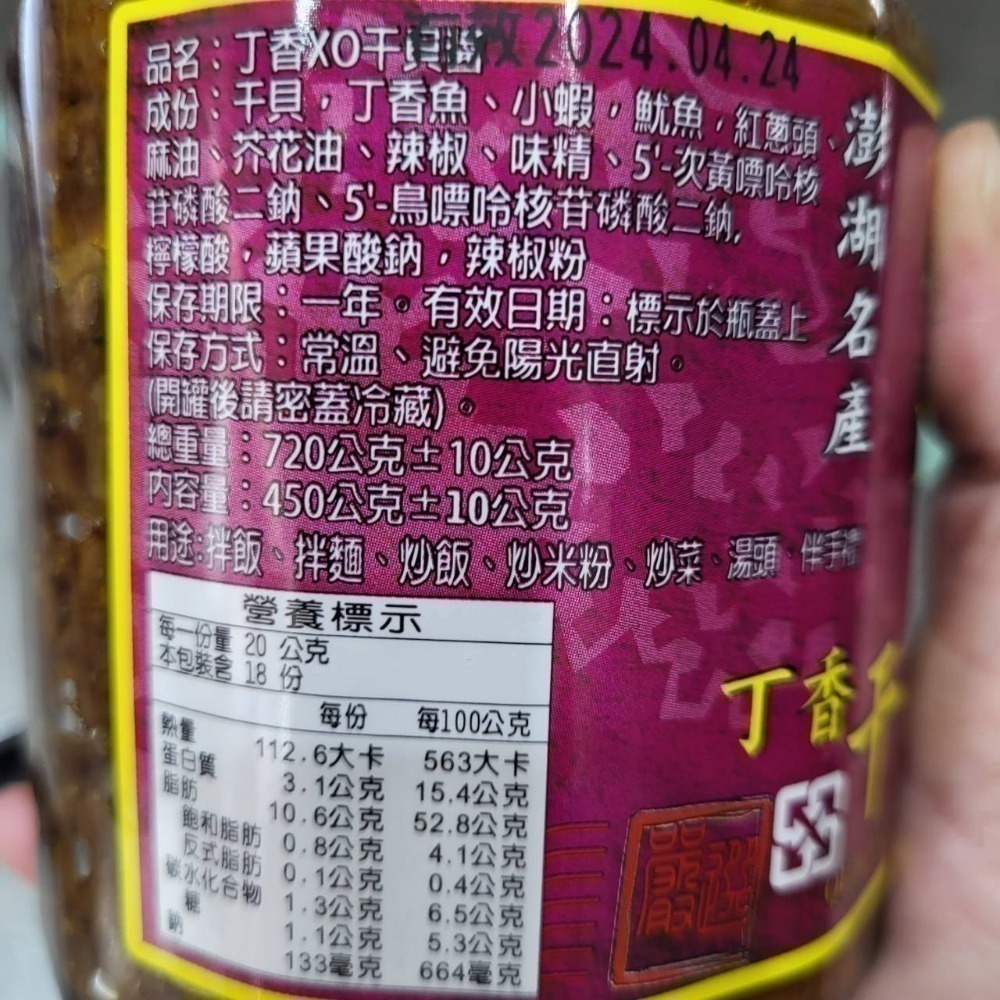 有效 2024.04.24
品名：丁香XO干貝醬
成份：干貝，丁香魚、小蝦，魷魚，紅蔥頭、
麻油、芥花油、辣椒、味精、5'-次黃嘌呤核
苷磷酸二鈉、5'-鳥嘌呤核苷磷酸二鈉,
檸檬酸，蘋果酸鈉，辣椒粉
保存期限：一年。有效日期：標示於瓶蓋上
保存方式：常溫、避免陽光直射。
(開罐後請密蓋冷藏)。
總重量：720公克±10公克
內容量：450公克±10公克
用途:拌飯、拌麵、炒飯、炒米粉、炒菜、湯頭、伴手禮
澎湖名產
營養標示
每一份量 20 公克
本包裝含 18 份
每份 每100公克
熱量 112.6大卡 563大卡
蛋白質 3.1公克 15.4公克
脂肪 10.6公克 52.8公克
飽和脂肪 0.8公克 4.1公克
反式脂肪 0.1公克 0.4公克
碳水化合物 1.3公克 6.5公克
糖 1.1公克 5.3公克
鈉 133毫克 664毫克
丁香干
嚴選